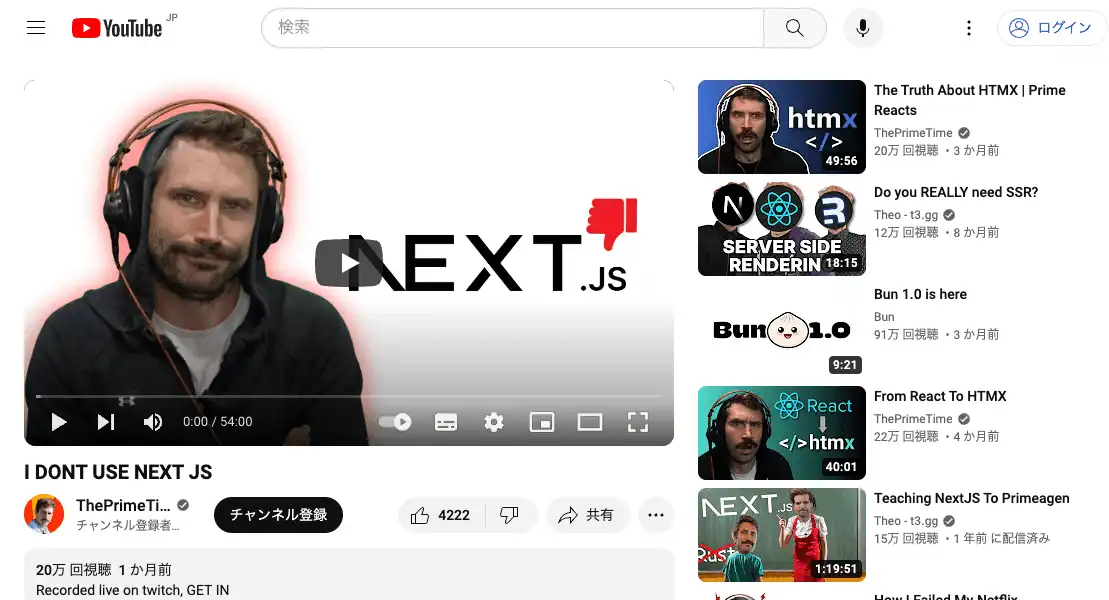 YouTube JP
検索
ログイン
NEXT
.JS
0:00 / 54:00
I DONT USE NEXT JS
ThePrimeTi...
チャンネル登録者...
チャンネル登録
4222
共有
20万 回視聴 1 か月前
Recorded live on twitch, GET IN
htmx
</>
49:56
The Truth About HTMX | Prime
Reacts
ThePrimeTime
20万 回視聴 ・3 か月前
N
R
SERVER SIDE
RENDERIN
18:15
Do you REALLY need SSR?
Theo - t3.gg
12万 回視聴 ・8 か月前
Bun 1.0
9:21
Bun 1.0 is here
Bun
91万 回視聴 ・3 か月前
React
</>htmx
40:01
From React To HTMX
ThePrimeTime
22万 回視聴 ・4 か月前
NEXT.JS
Rust
1:19:51
Teaching NextJS To Primeagen
Theo - t3.gg
15万 回視聴 ・1 年前 に配信済み
How I Failed My Netflix